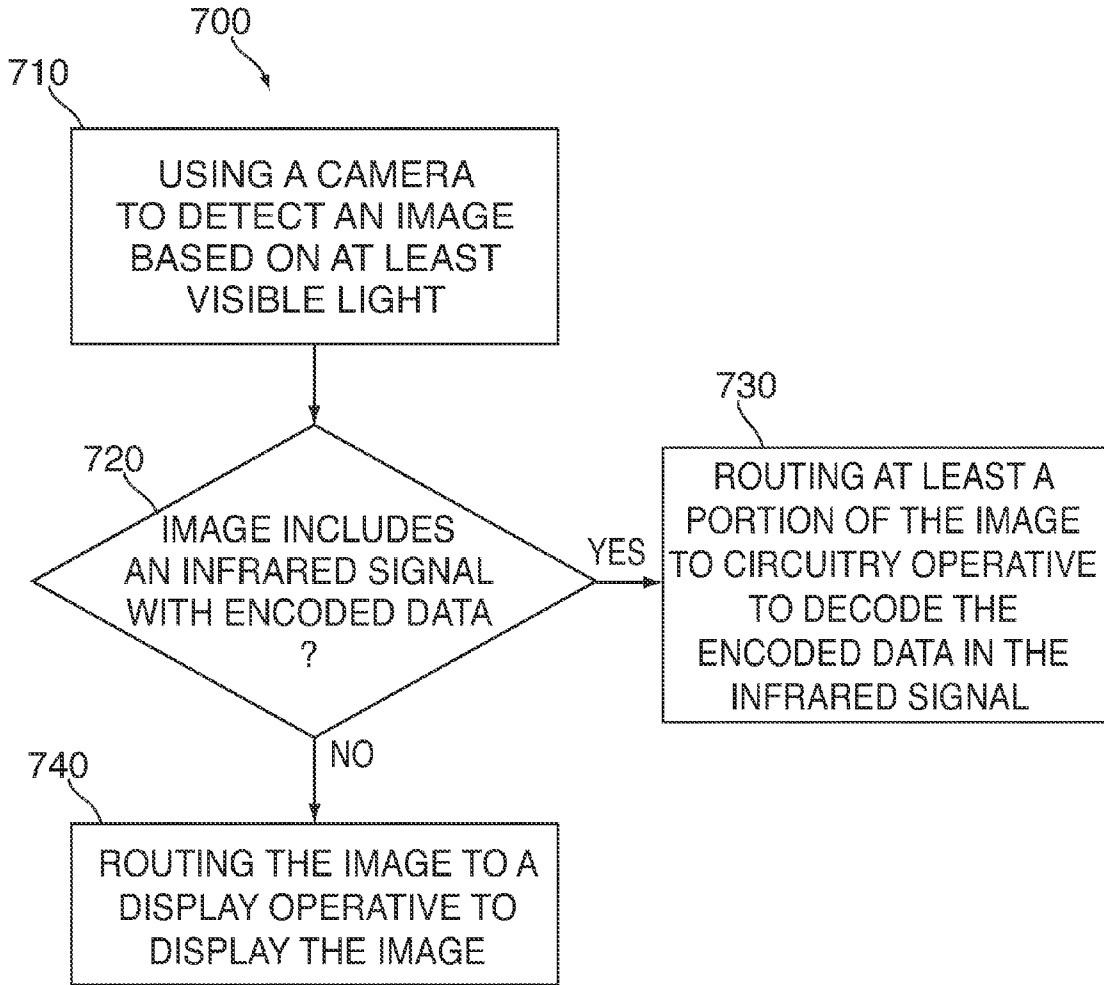 700
710
USING A CAMERA
TO DETECT AN IMAGE
BASED ON AT LEAST
VISIBLE LIGHT
720
IMAGE INCLUDES
AN INFRARED SIGNAL
WITH ENCODED DATA
?
YES
730
ROUTING AT LEAST A
PORTION OF THE IMAGE
TO CIRCUITRY OPERATIVE
TO DECODE THE
ENCODED DATA IN THE
INFRARED SIGNAL
NO
740
ROUTING THE IMAGE TO A
DISPLAY OPERATIVE TO
DISPLAY THE IMAGE